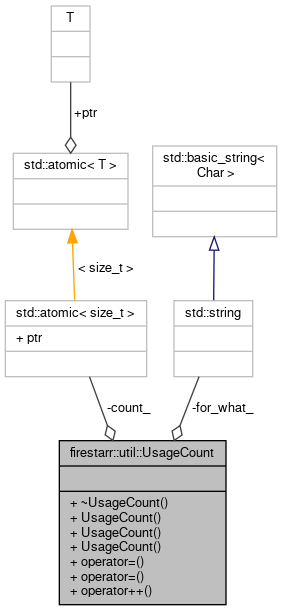 T
+ptr
std::atomic< T >
std::basic_string<
Char >
< size_t >
std::atomic< size_t >
+ ptr
std::string
-count_
-for_what_
firestarr::util::UsageCount
+ ~UsageCount()
+ UsageCount()
+ UsageCount()
+ UsageCount()
+ operator=()
+ operator=()
+ operator++()